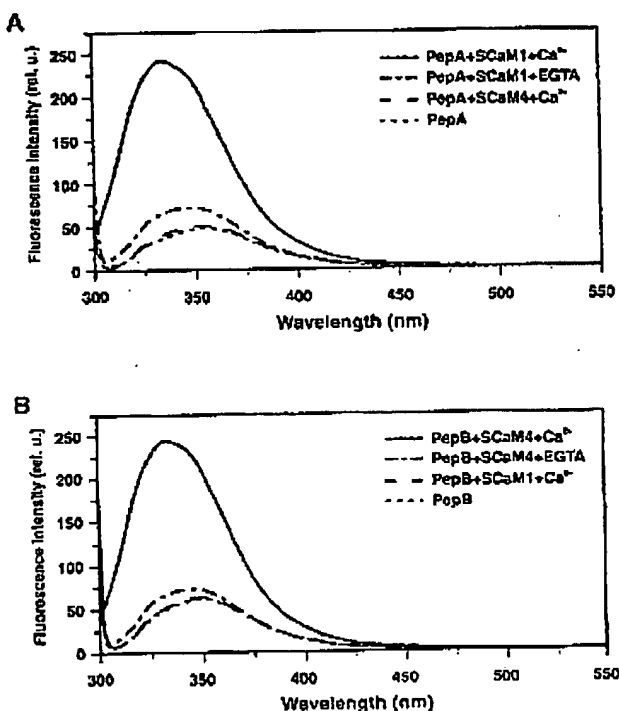 A
Fluorescence Intensity (rel. u.)
250
200
150
100
50
0
PepA+SCaM1+Ca²⁺
PepA+SCaM1+EGTA
PepA+SCaM4+Ca²⁺
PepA
300
350
400
450
500
550
Wavelength (nm)
B
Fluorescence Intensity (rel. u.)
250
200
150
100
50
0
PepB+SCaM4+Ca²⁺
PepB+SCaM4+EGTA
PepB+SCaM1+Ca²⁺
PepB
300
350
400
450
500
550
Wavelength (nm)